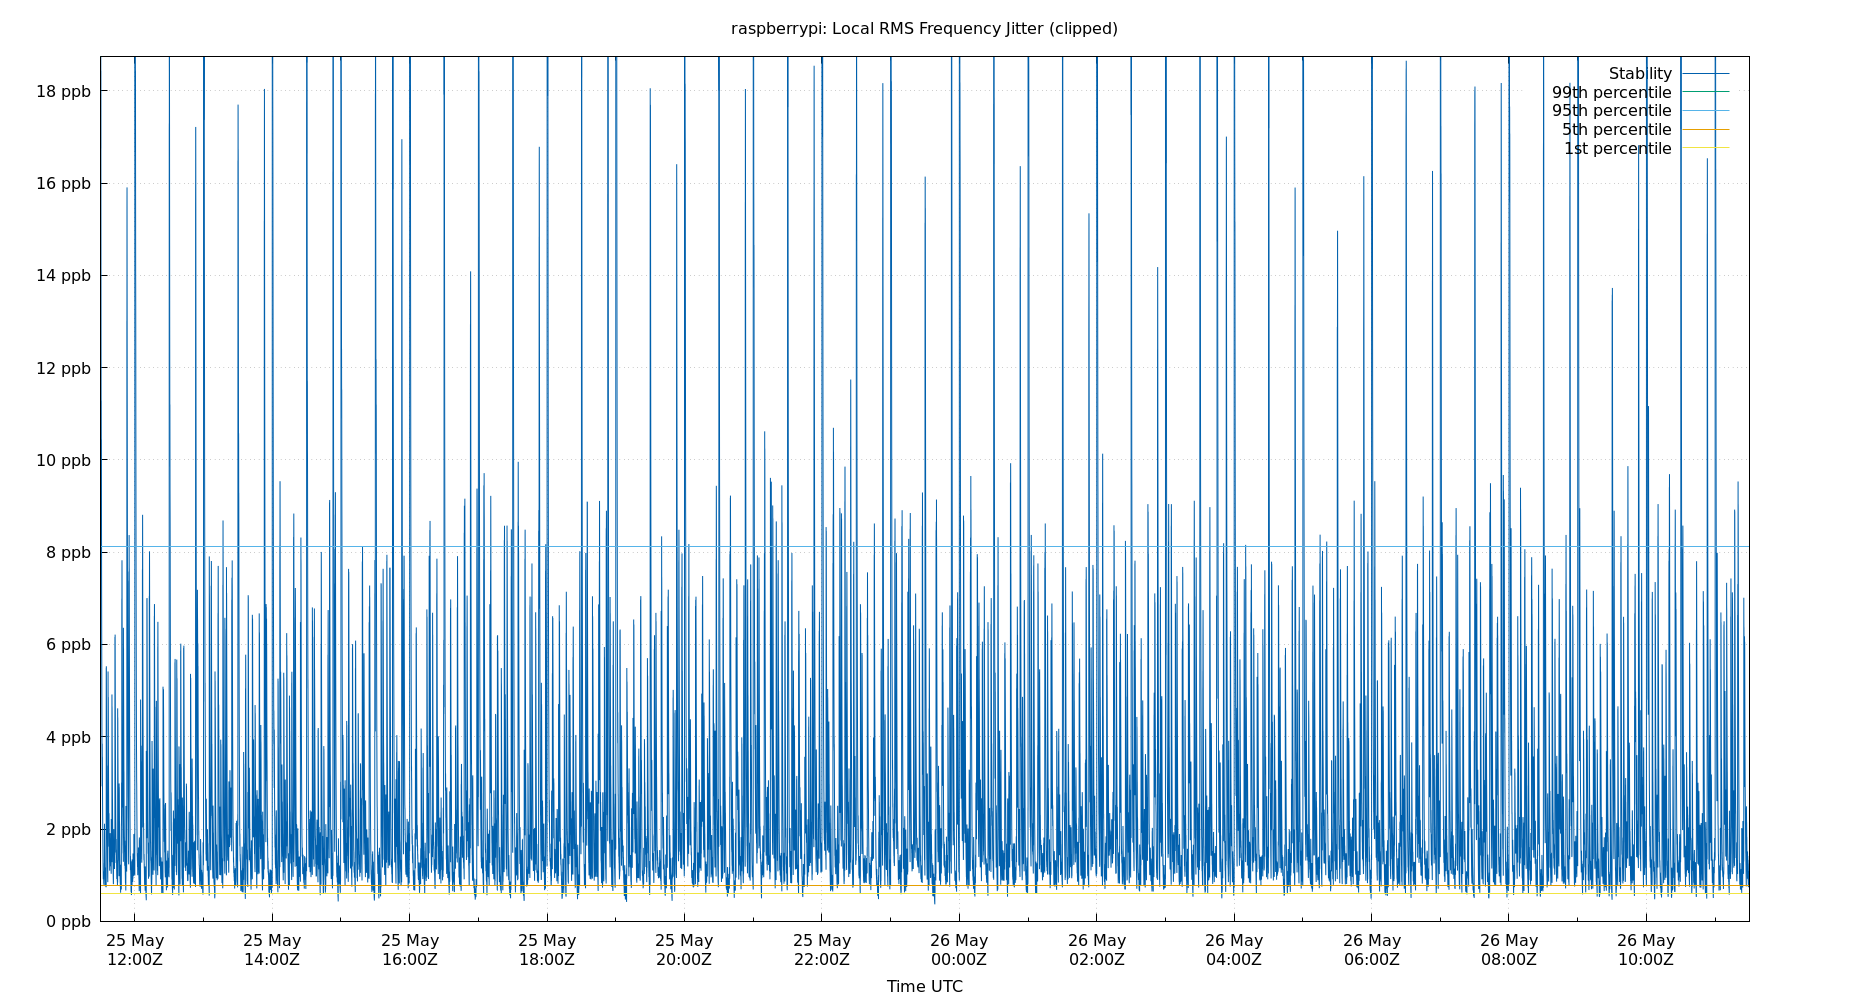 raspberrypi: Local RMS Frequency Jitter (clipped)
Stability
99th percentile
95th percentile
5th percentile
1st percentile
18 ppb
16 ppb
14 ppb
12 ppb
10 ppb
8 ppb
6 ppb
4 ppb
2 ppb
0 ppb
25 May 25 May 25 May 25 May 25 May 25 May 26 May 26 May 26 May 26 May 26 May 26 May
12:00Z 14:00Z 16:00Z 18:00Z 20:00Z 22:00Z 00:00Z 02:00Z 04:00Z 06:00Z 08:00Z 10:00Z
Time UTC